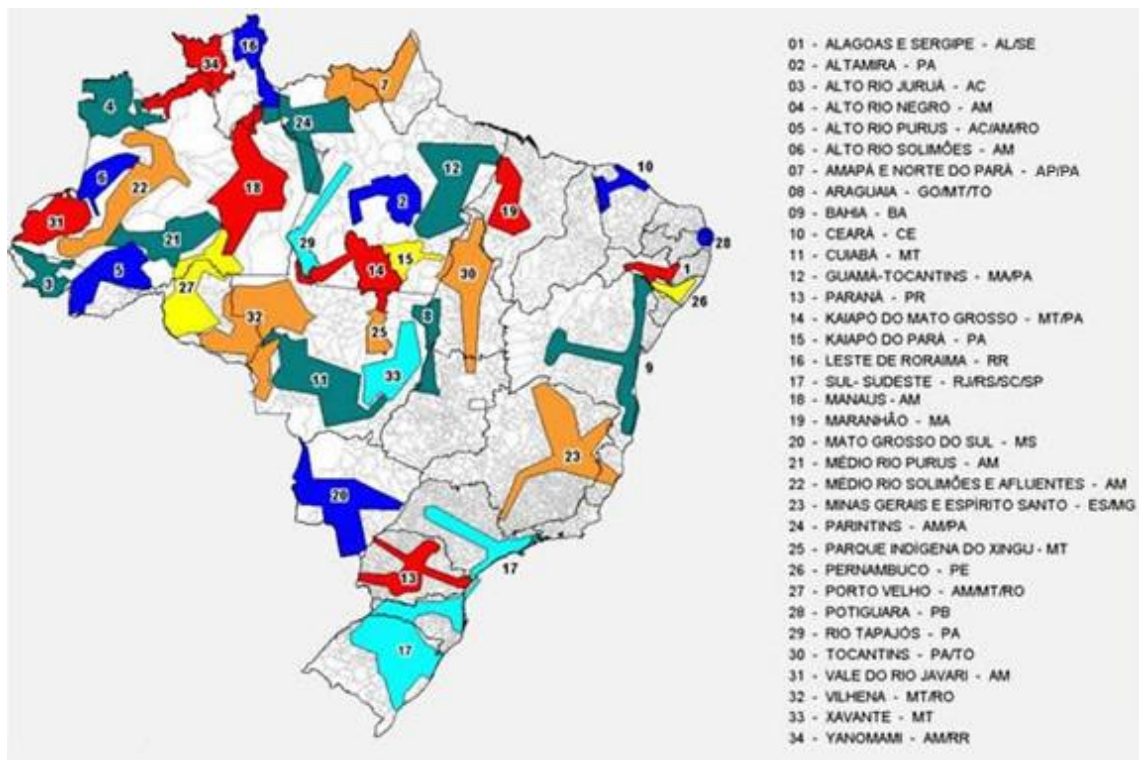 16
34
7
4
24
12
10
6
22
18
2
19
28
31
29
21
14
15
30
1
3
5
27
26
32
25
8
11
33
9
23
20
17
13
17
01 - ALAGOAS E SERGIPE - AL/SE
02 - ALTAMIRA - PA
03 - ALTO RIO JURUÁ - AC
04 - ALTO RIO NEGRO - AM
05 - ALTO RIO PURUS - AC/AM/RO
06 - ALTO RIO SOLIMÕES - AM
07 - AMAPÁ E NORTE DO PARÁ - AP/PA
08 - ARAGUAIA - GO/MT/TO
09 - BAHIA - BA
10 - CEARÁ - CE
11 - CUIABÁ - MT
12 - GUAMÁ-TOCANTINS - MA/PA
13 - PARANÁ - PR
14 - KAIAPÓ DO MATO GROSSO - MT/PA
15 - KAIAPÓ DO PARÁ - PA
16 - LESTE DE RORAIMA - RR
17 - SUL- SUDESTE - RJ/RS/SC/SP
18 - MANAUS - AM
19 - MARANHÃO - MA
20 - MATO GROSSO DO SUL - MS
21 - MÉDIO RIO PURUS - AM
22 - MÉDIO RIO SOLIMÕES E AFLUENTES - AM
23 - MINAS GERAIS E ESPÍRITO SANTO - ES/MG
24 - PARINTINS - AM/PA
25 - PARQUE INDÍGENA DO XINGU - MT
26 - PERNAMBUCO - PE
27 - PORTO VELHO - AM/MT/RO
28 - POTIGUARA - PB
29 - RIO TAPAJÓS - PA
30 - TOCANTINS - PA/TO
31 - VALE DO RIO JAVARI - AM
32 - VILHENA - MT/RO
33 - XAVANTE - MT
34 - YANOMAMI - AM/RR